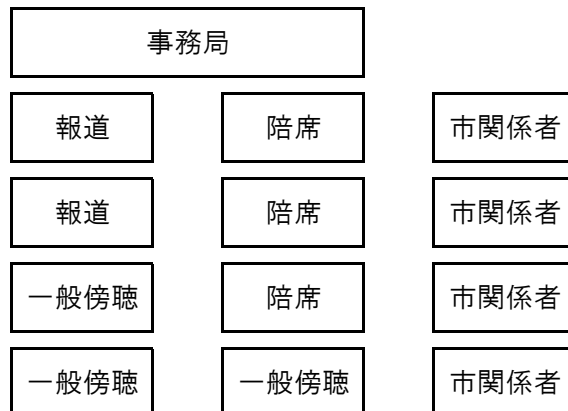 事務局
報道 陪席 市関係者
報道 陪席 市関係者
一般傍聴 陪席 市関係者
一般傍聴 一般傍聴 市関係者